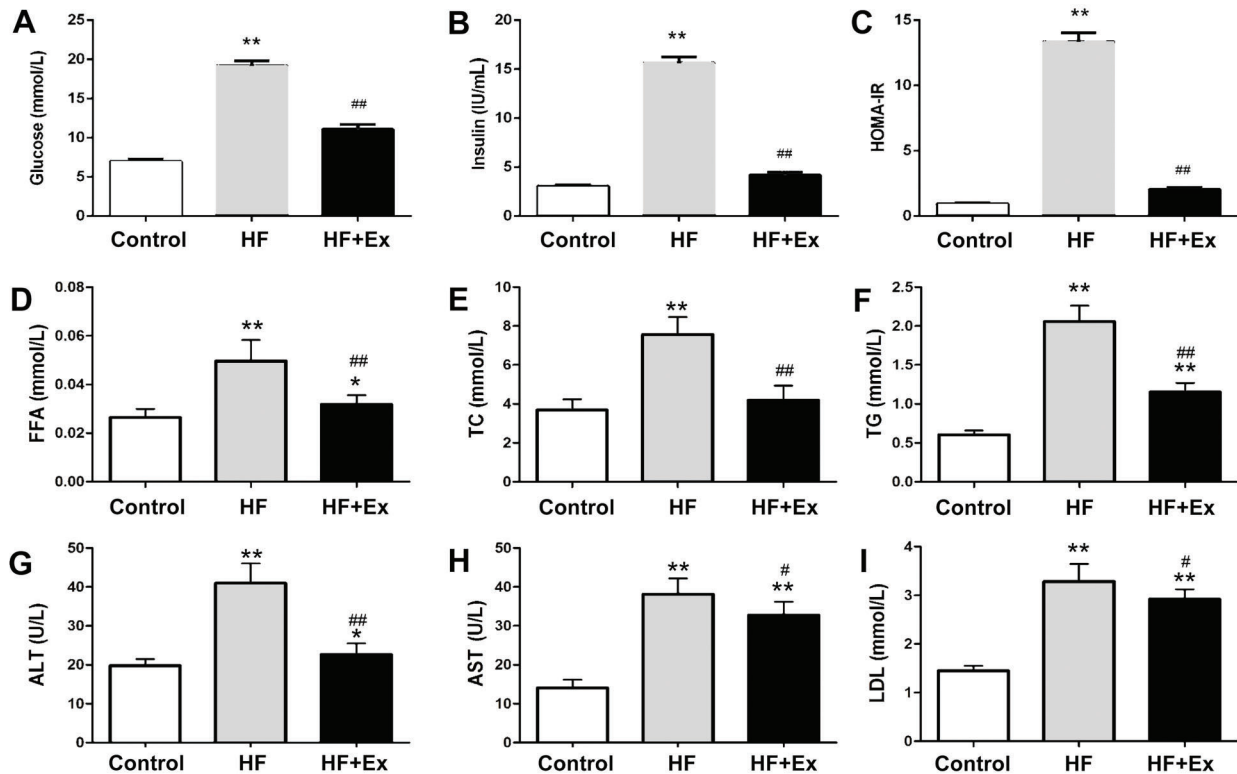 A
Glucose (mmol/L)
25
20
15
10
5
0
**
##
Control HF HF+Ex
B
Insulin (IU/mL)
20
15
10
5
0
**
##
Control HF HF+Ex
C
HOMA-IR
15
10
5
0
**
##
Control HF HF+Ex
D
FFA (mmol/L)
0.08
0.06
0.04
0.02
0.00
**
##
*
Control HF HF+Ex
E
TC (mmol/L)
8
6
4
2
0
**
##
Control HF HF+Ex
F
TG (mmol/L)
2.5
2.0
1.5
1.0
0.5
0.0
**
##
**
Control HF HF+Ex
G
ALT (U/L)
50
40
30
20
10
0
**
##
*
Control HF HF+Ex
H
AST (U/L)
50
40
30
20
10
0
**
#
**
Control HF HF+Ex
I
LDL (mmol/L)
4
3
2
1
0
**
#
**
Control HF HF+Ex